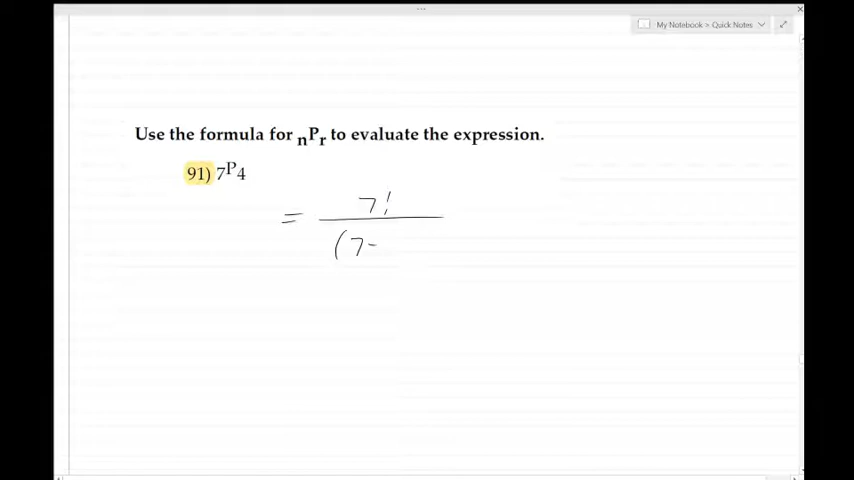 My Notebook > Quick Notes
Use the formula for nPr to evaluate the expression.
91) 7P4
= 7!
(7-